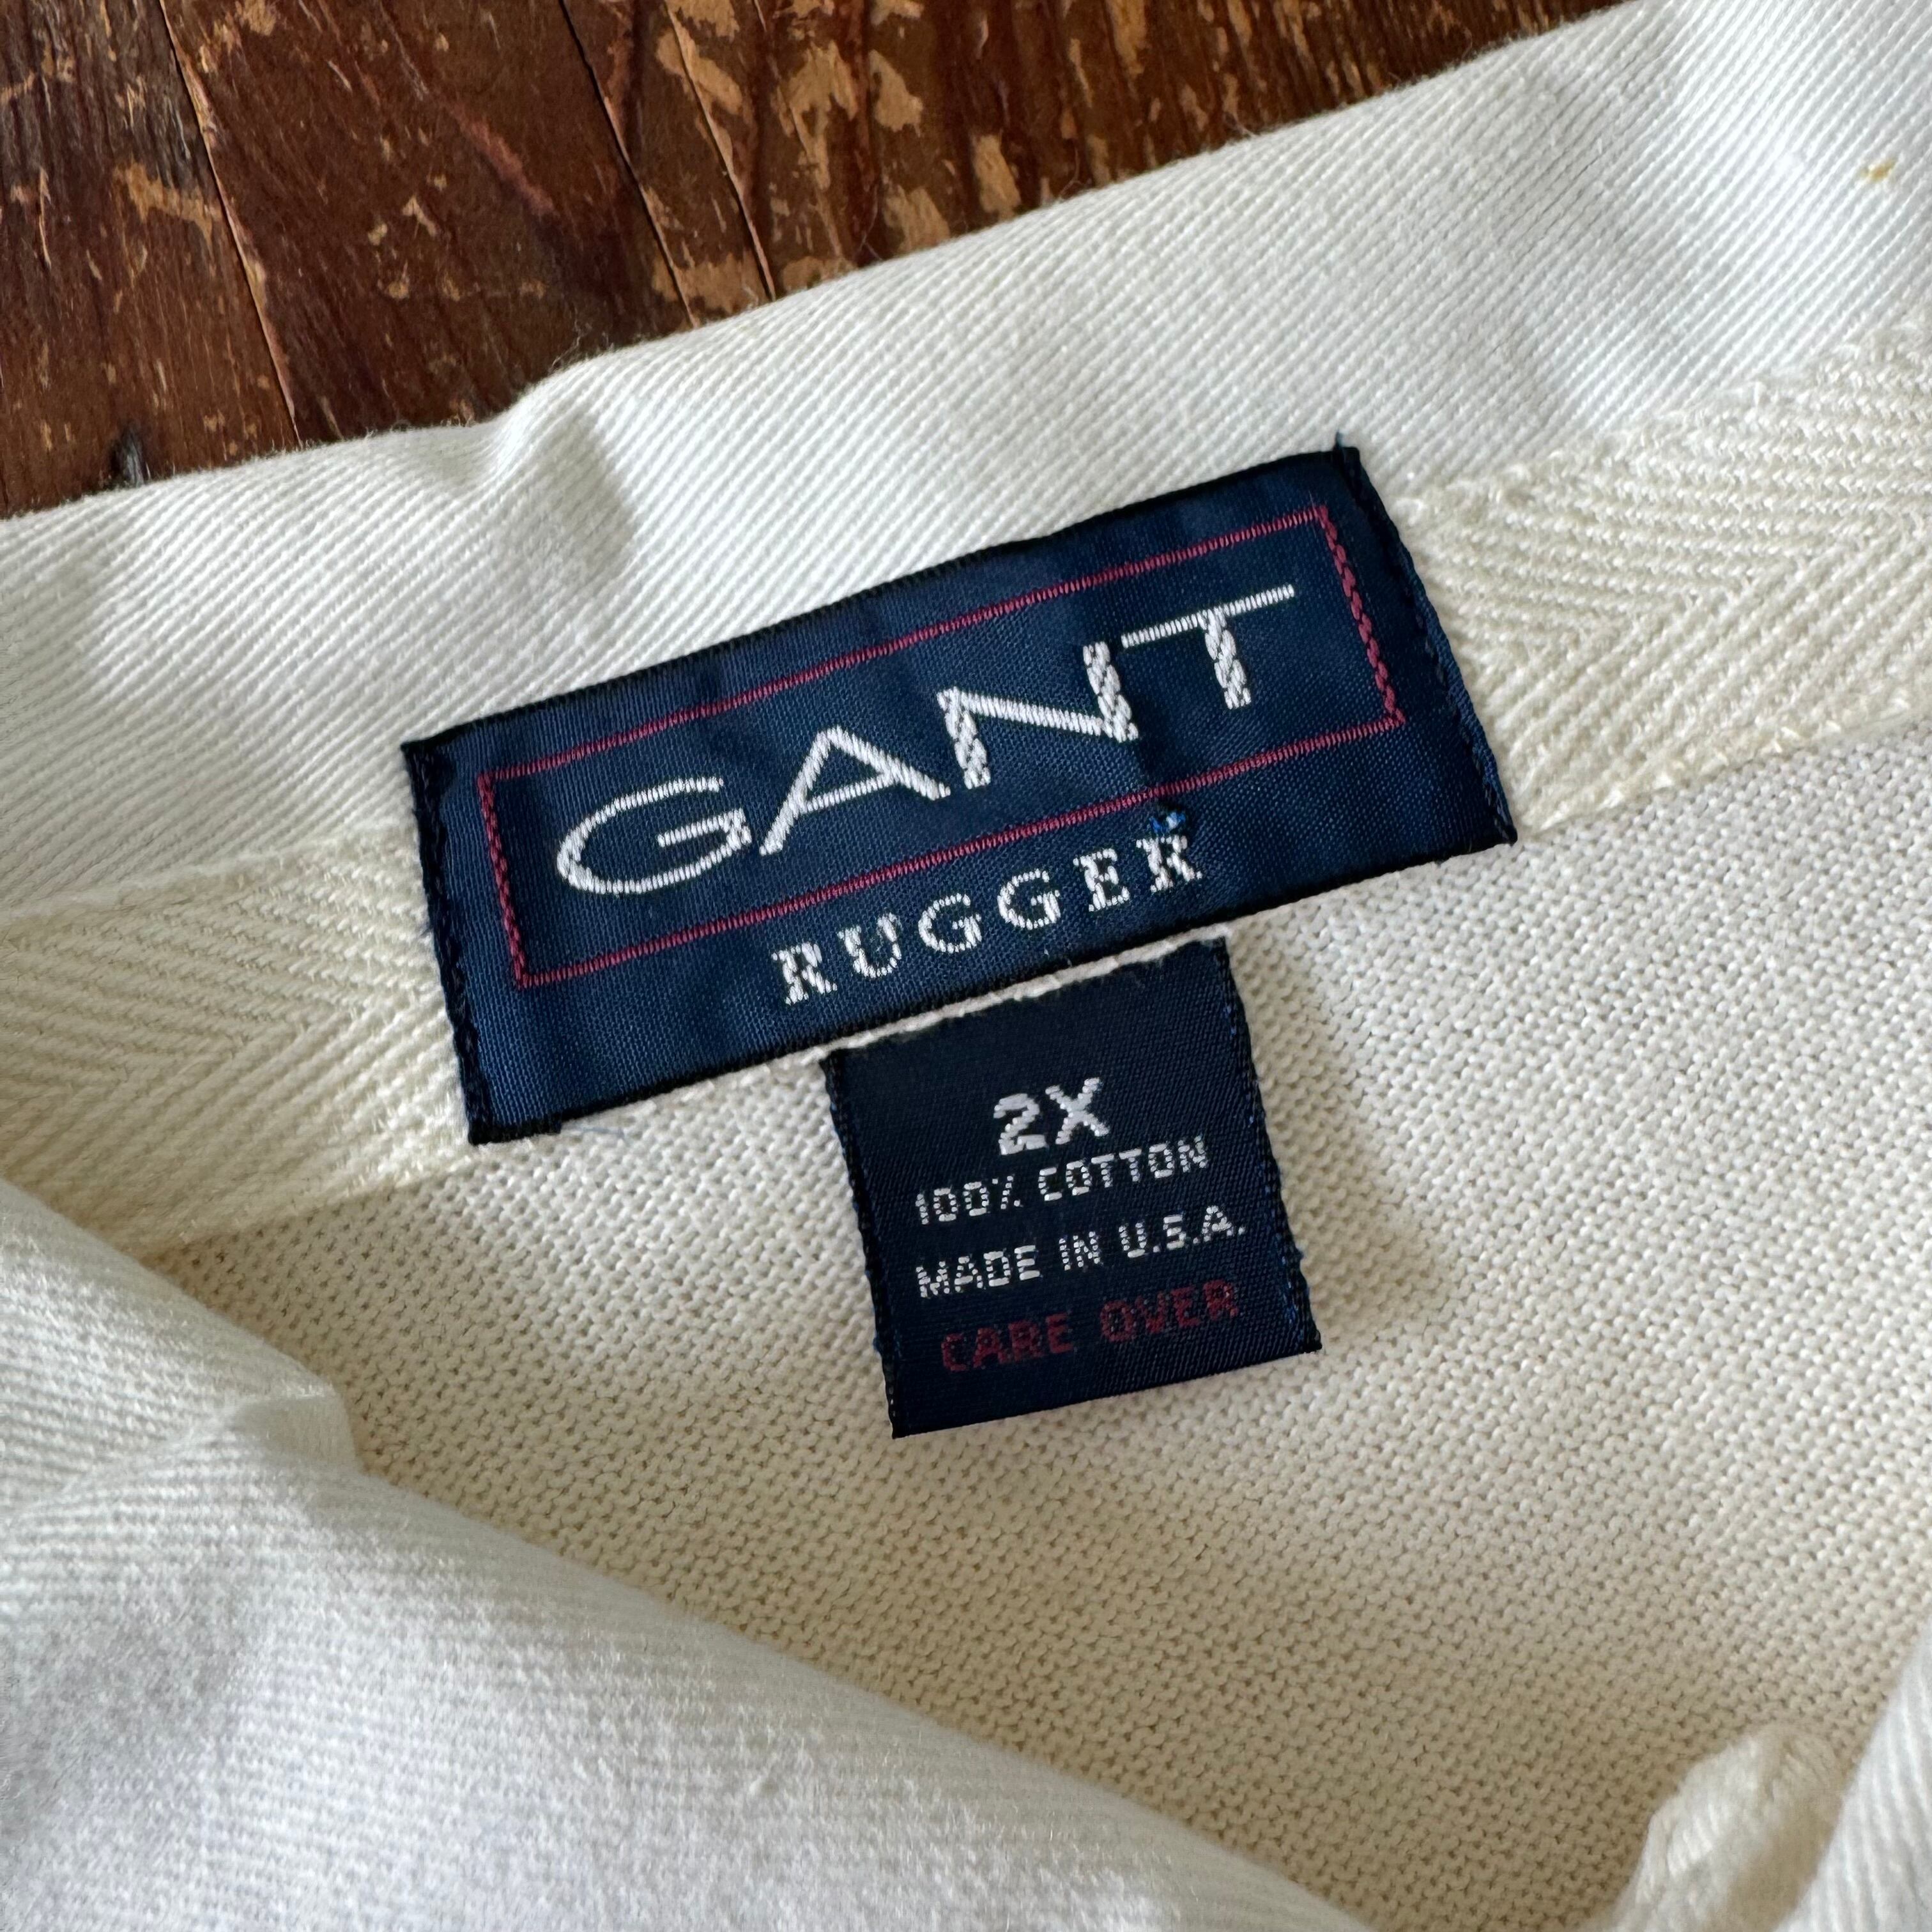 GANT
RUGGER
2X
100% COTTON
MADE IN U.S.A.
CARE OVER